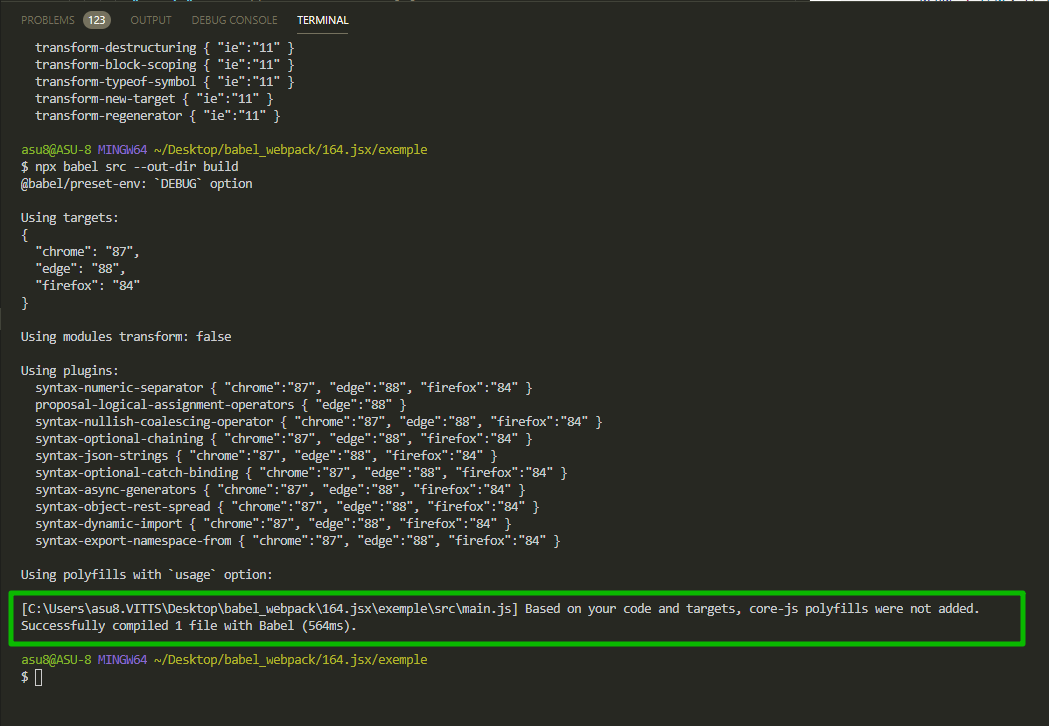 PROBLEMS 123 OUTPUT DEBUG CONSOLE TERMINAL
transform-destructuring { "ie":"11" }
transform-block-scoping { "ie":"11" }
transform-typeof-symbol { "ie":"11" }
transform-new-target { "ie":"11" }
transform-regenerator { "ie":"11" }
asu8@ASU-8 MINGW64 ~/Desktop/babel_webpack/164.jsx/exemple
$ npx babel src --out-dir build
@babel/preset-env: `DEBUG` option
Using targets:
{
"chrome": "87",
"edge": "88",
"firefox": "84"
}
Using modules transform: false
Using plugins:
syntax-numeric-separator { "chrome":"87", "edge":"88", "firefox":"84" }
proposal-logical-assignment-operators { "edge":"88" }
syntax-nullish-coalescing-operator { "chrome":"87", "edge":"88", "firefox":"84" }
syntax-optional-chaining { "chrome":"87", "edge":"88", "firefox":"84" }
syntax-json-strings { "chrome":"87", "edge":"88", "firefox":"84" }
syntax-optional-catch-binding { "chrome":"87", "edge":"88", "firefox":"84" }
syntax-async-generators { "chrome":"87", "edge":"88", "firefox":"84" }
syntax-object-rest-spread { "chrome":"87", "edge":"88", "firefox":"84" }
syntax-dynamic-import { "chrome":"87", "edge":"88", "firefox":"84" }
syntax-export-namespace-from { "chrome":"87", "edge":"88", "firefox":"84" }
Using polyfills with `usage` option:
[C:\Users\asu8.VITTS\Desktop\babel_webpack\164.jsx\exemple\src\main.js] Based on your code and targets, core-js polyfills were not added.
Successfully compiled 1 file with Babel (564ms).
asu8@ASU-8 MINGW64 ~/Desktop/babel_webpack/164.jsx/exemple
$